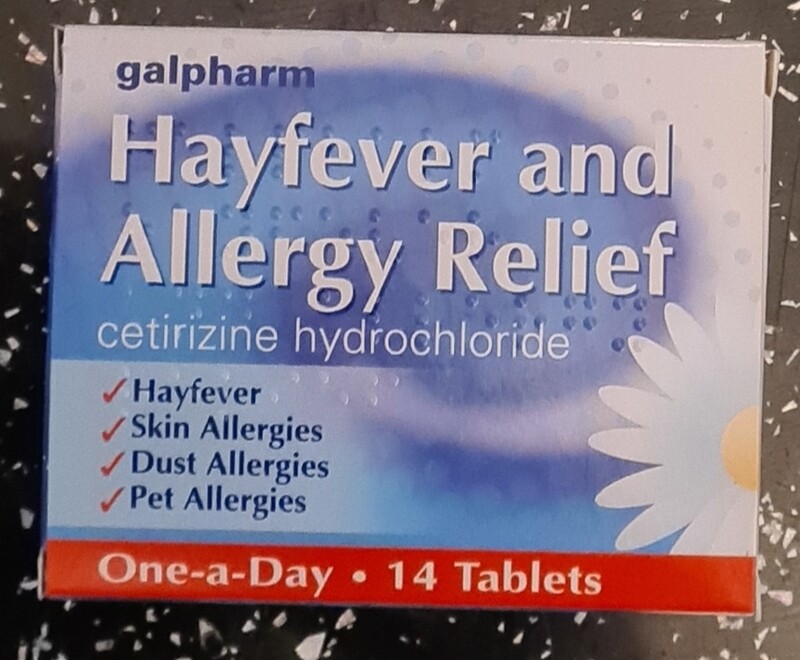 galpharm
Hayfever and
Allergy Relief
cetirizine hydrochloride
✓Hayfever
✓Skin Allergies
✓Dust Allergies
✓Pet Allergies
One-a-Day • 14 Tablets